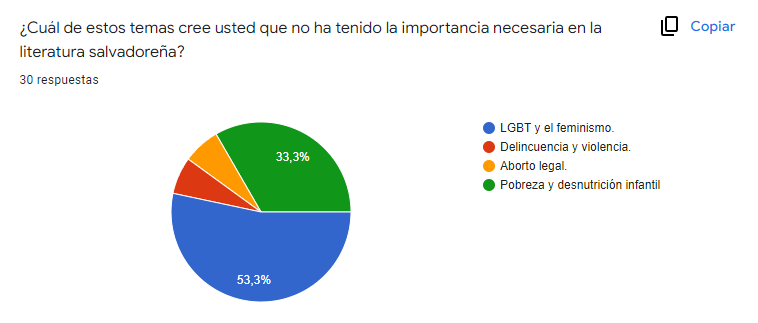 ¿Cuál de estos temas cree usted que no ha tenido la importancia necesaria en la
literatura salvadoreña?
Copiar
30 respuestas
33,3%
53,3%
LGBT y el feminismo.
Delincuencia y violencia.
Aborto legal.
Pobreza y desnutrición infantil